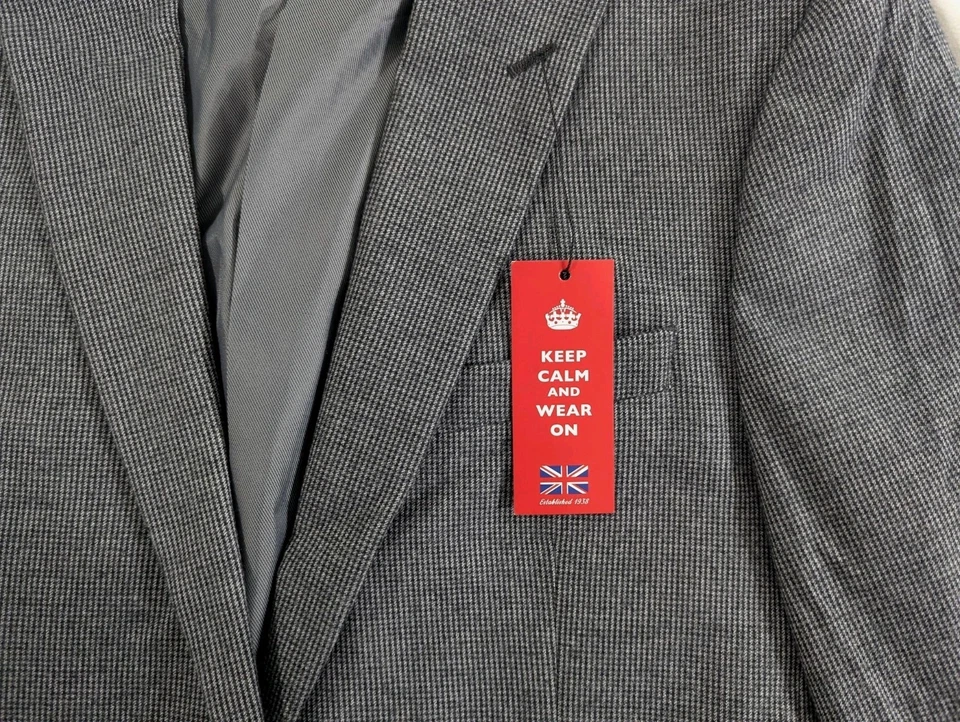 KEEP
CALM
AND
WEAR
ON
Established 1938